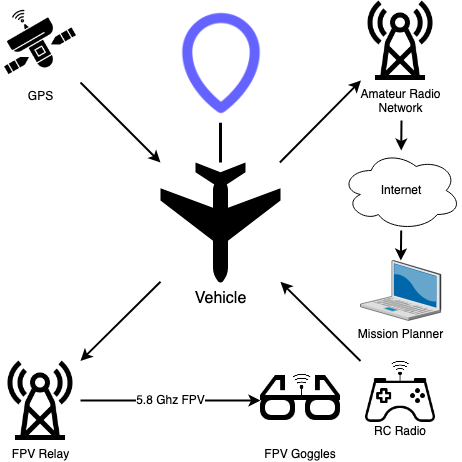 GPS
Amateur Radio
Network
Internet
Vehicle
Mission Planner
5.8 Ghz FPV
FPV Relay
FPV Goggles
RC Radio